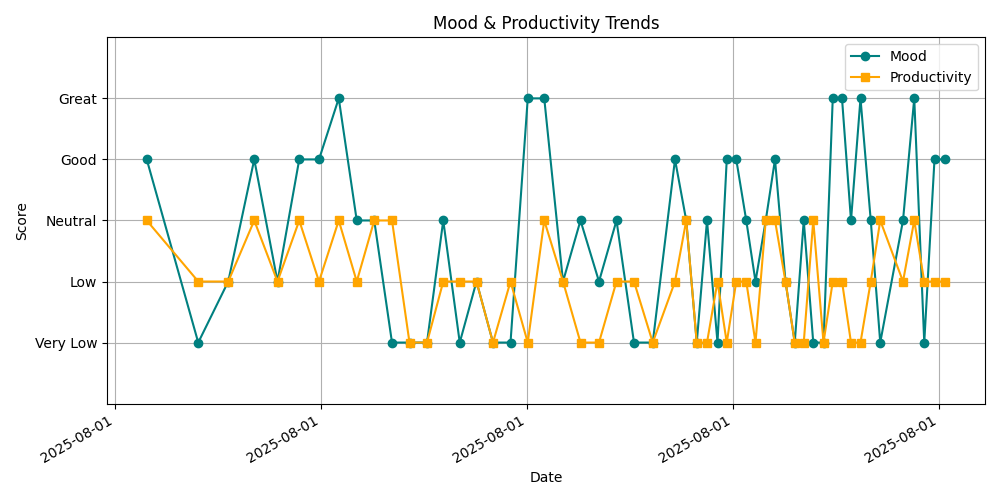 Mood & Productivity Trends
Mood
Productivity
Great
Good
Neutral
Low
Very Low
Score
2025-08-01
2025-08-01
2025-08-01
2025-08-01
2025-08-01
Date